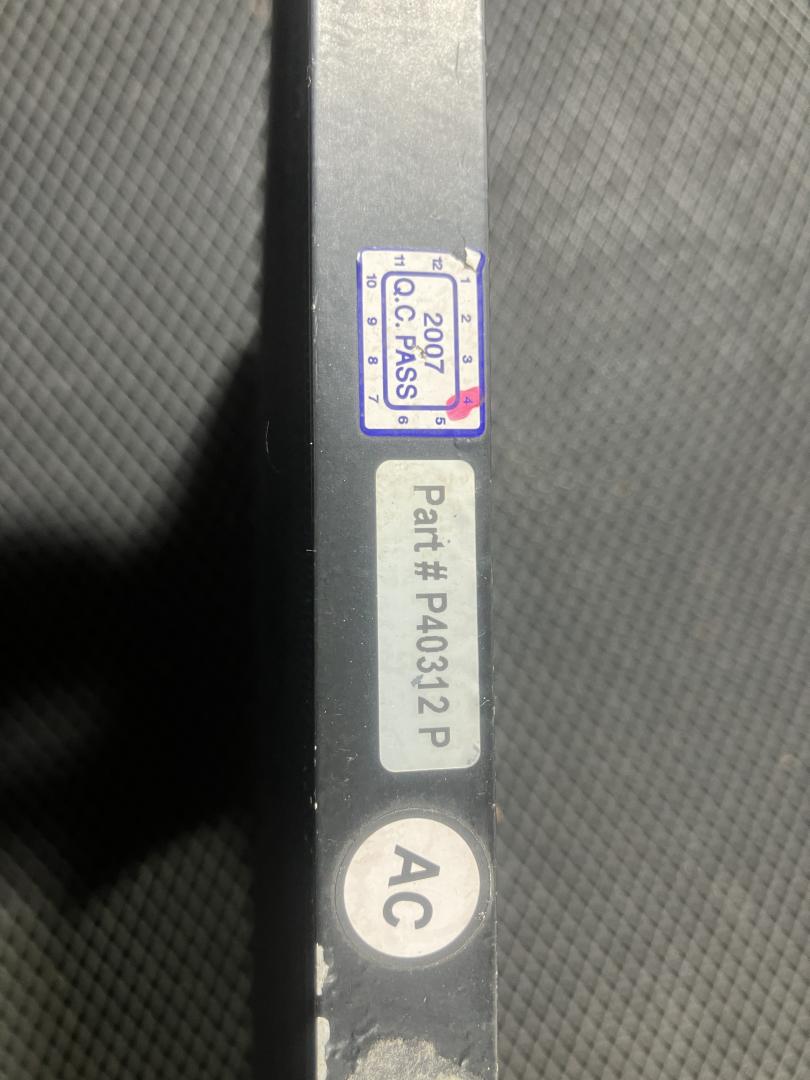 12 1 2 3 4 5
2007
Q.C. PASS
11 10 9 8 7 6
Part # P40312 P
AC